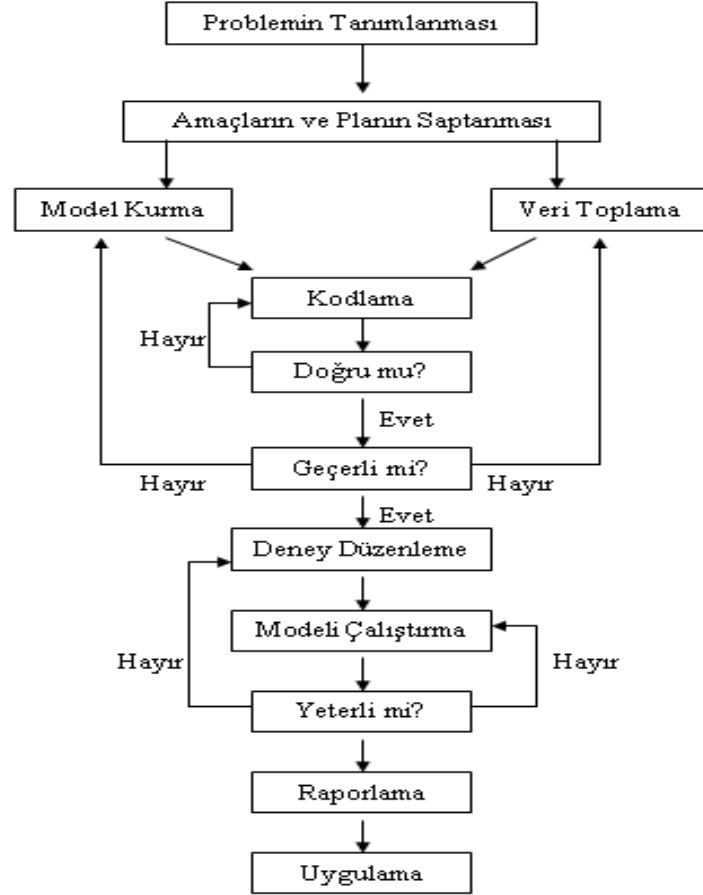 Problemin Tanımlanması
Amaçların ve Planın Saptanması
Model Kurma
Veri Toplama
Kodlama
Hayır
Doğru mu?
Evet
Geçerli mi?
Hayır
Hayır
Evet
Deney Düzenleme
Modeli Çalıştırma
Hayır
Hayır
Yeterli mi?
Raporlama
Uygulama